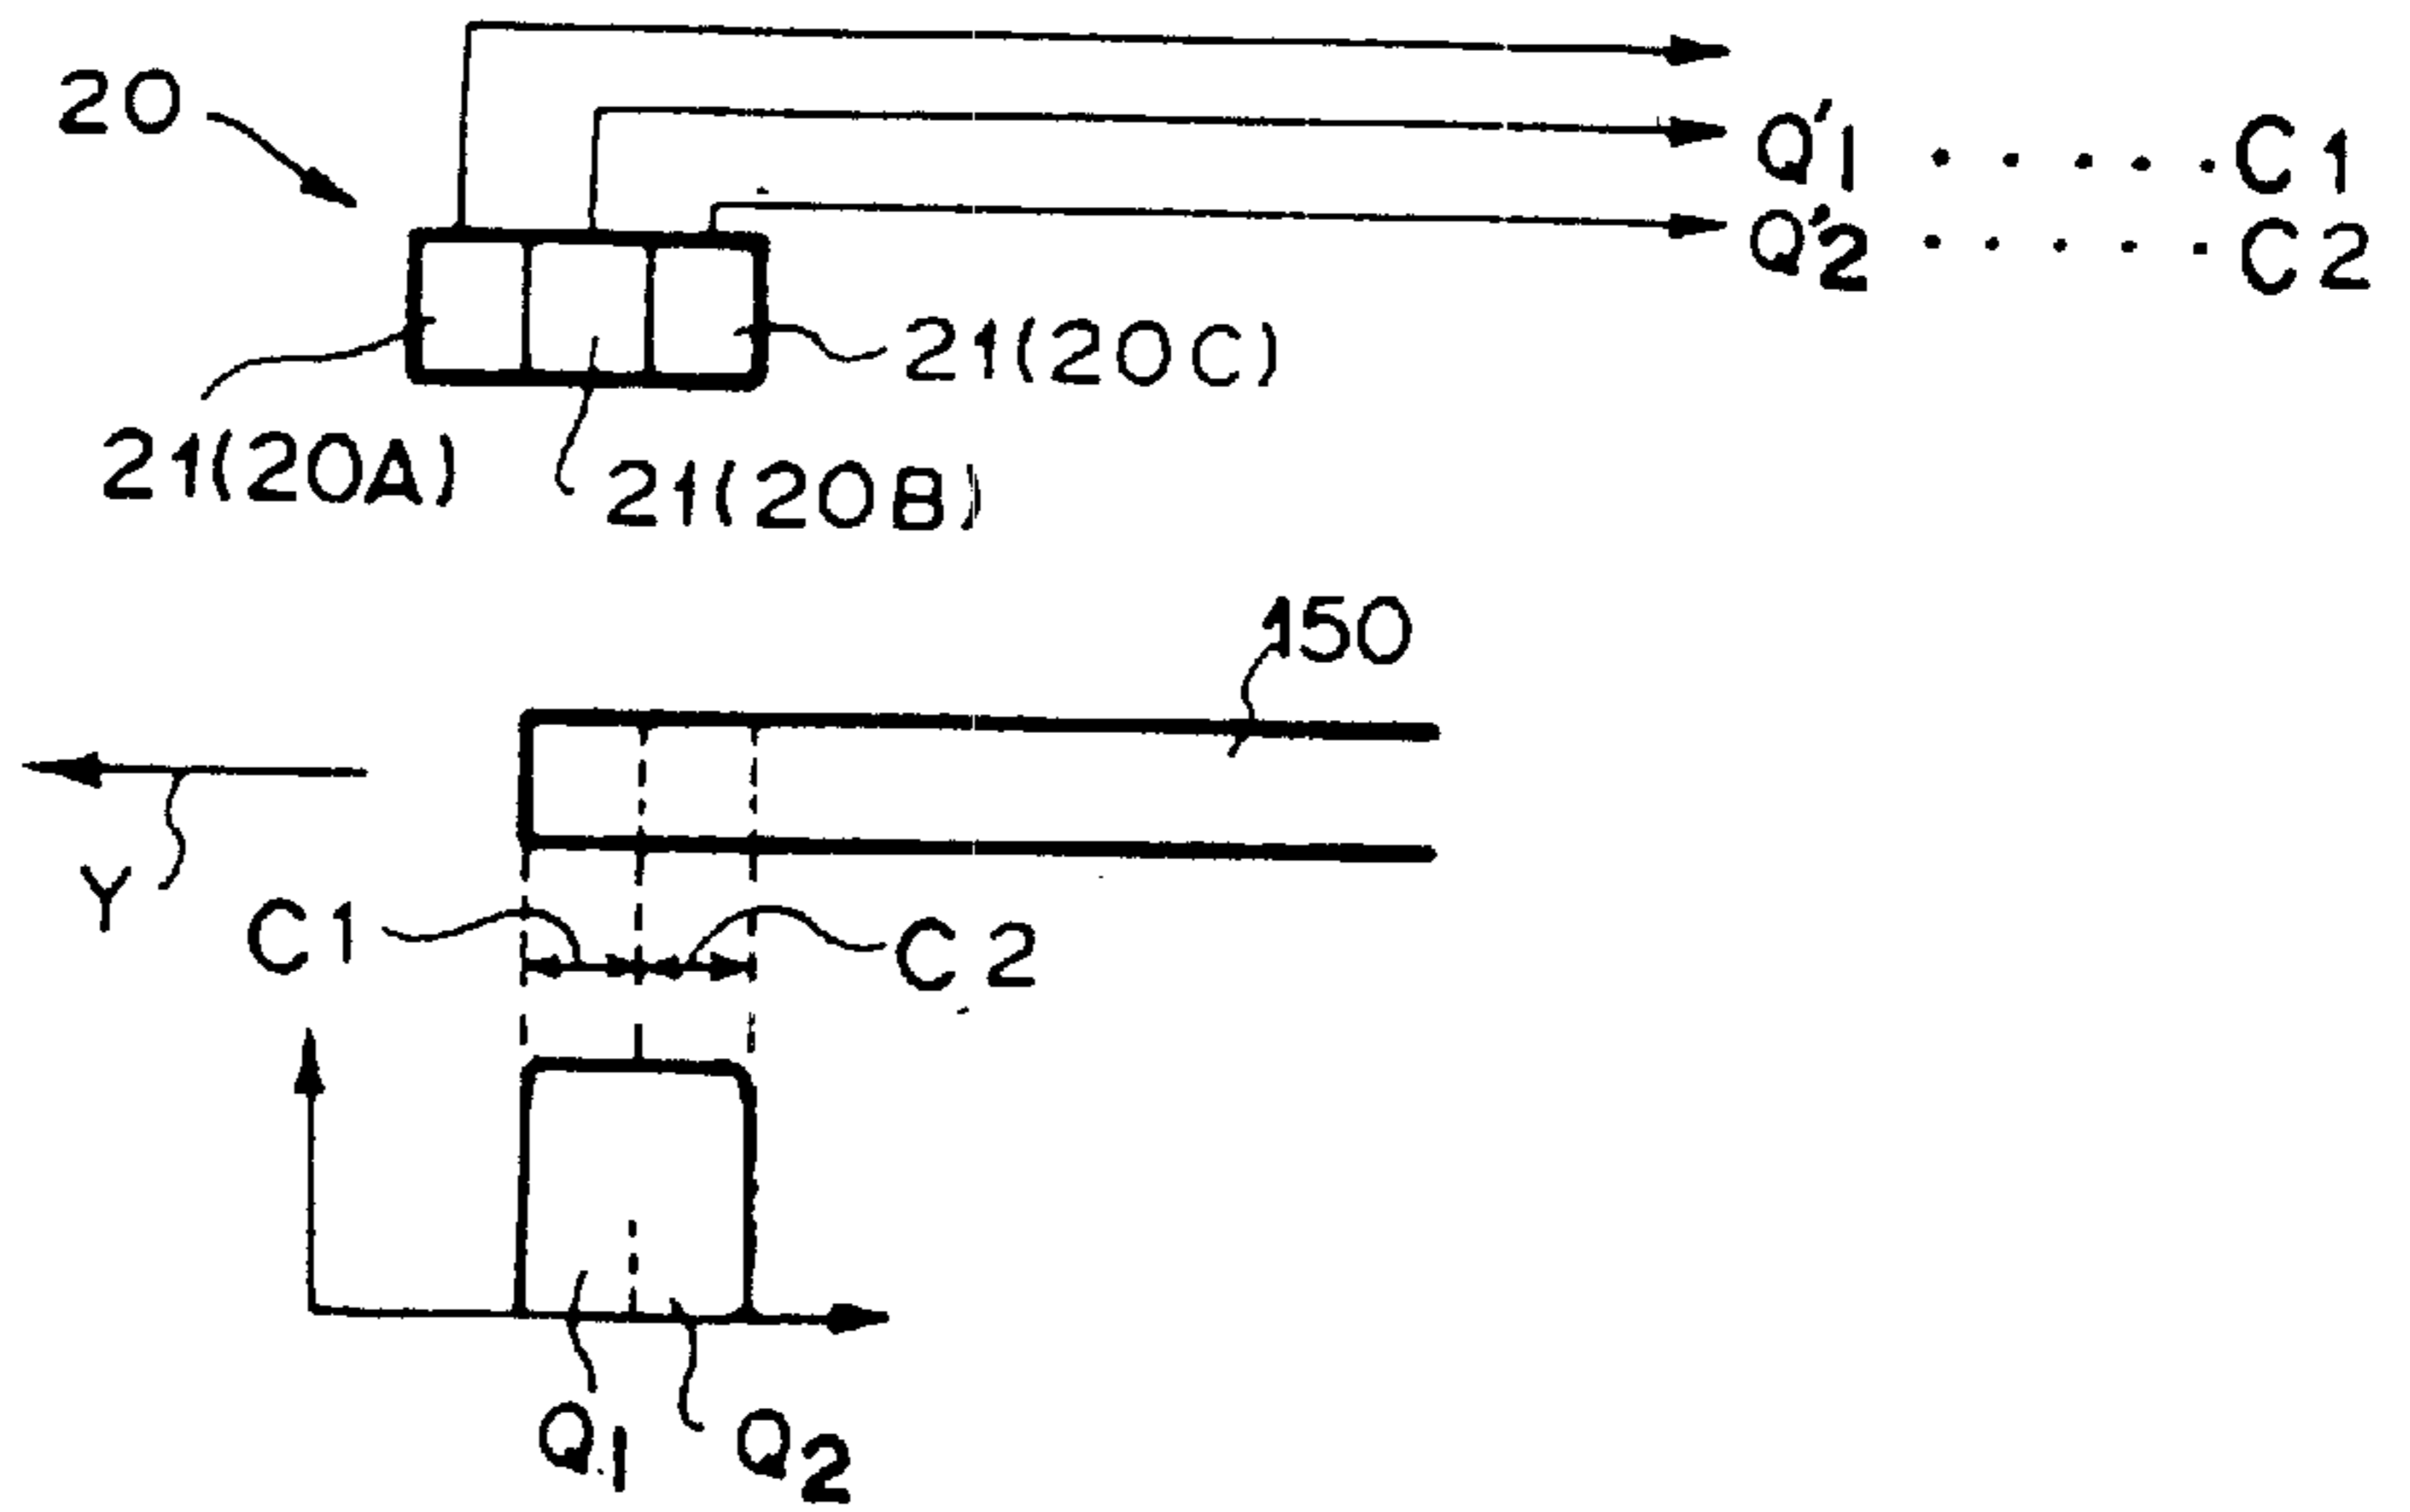 20
Q'1 ..... C1
Q'2 ..... C2
21(20C)
21(20A)
21(20B)
150
Y
C1
C2
Q1
Q2